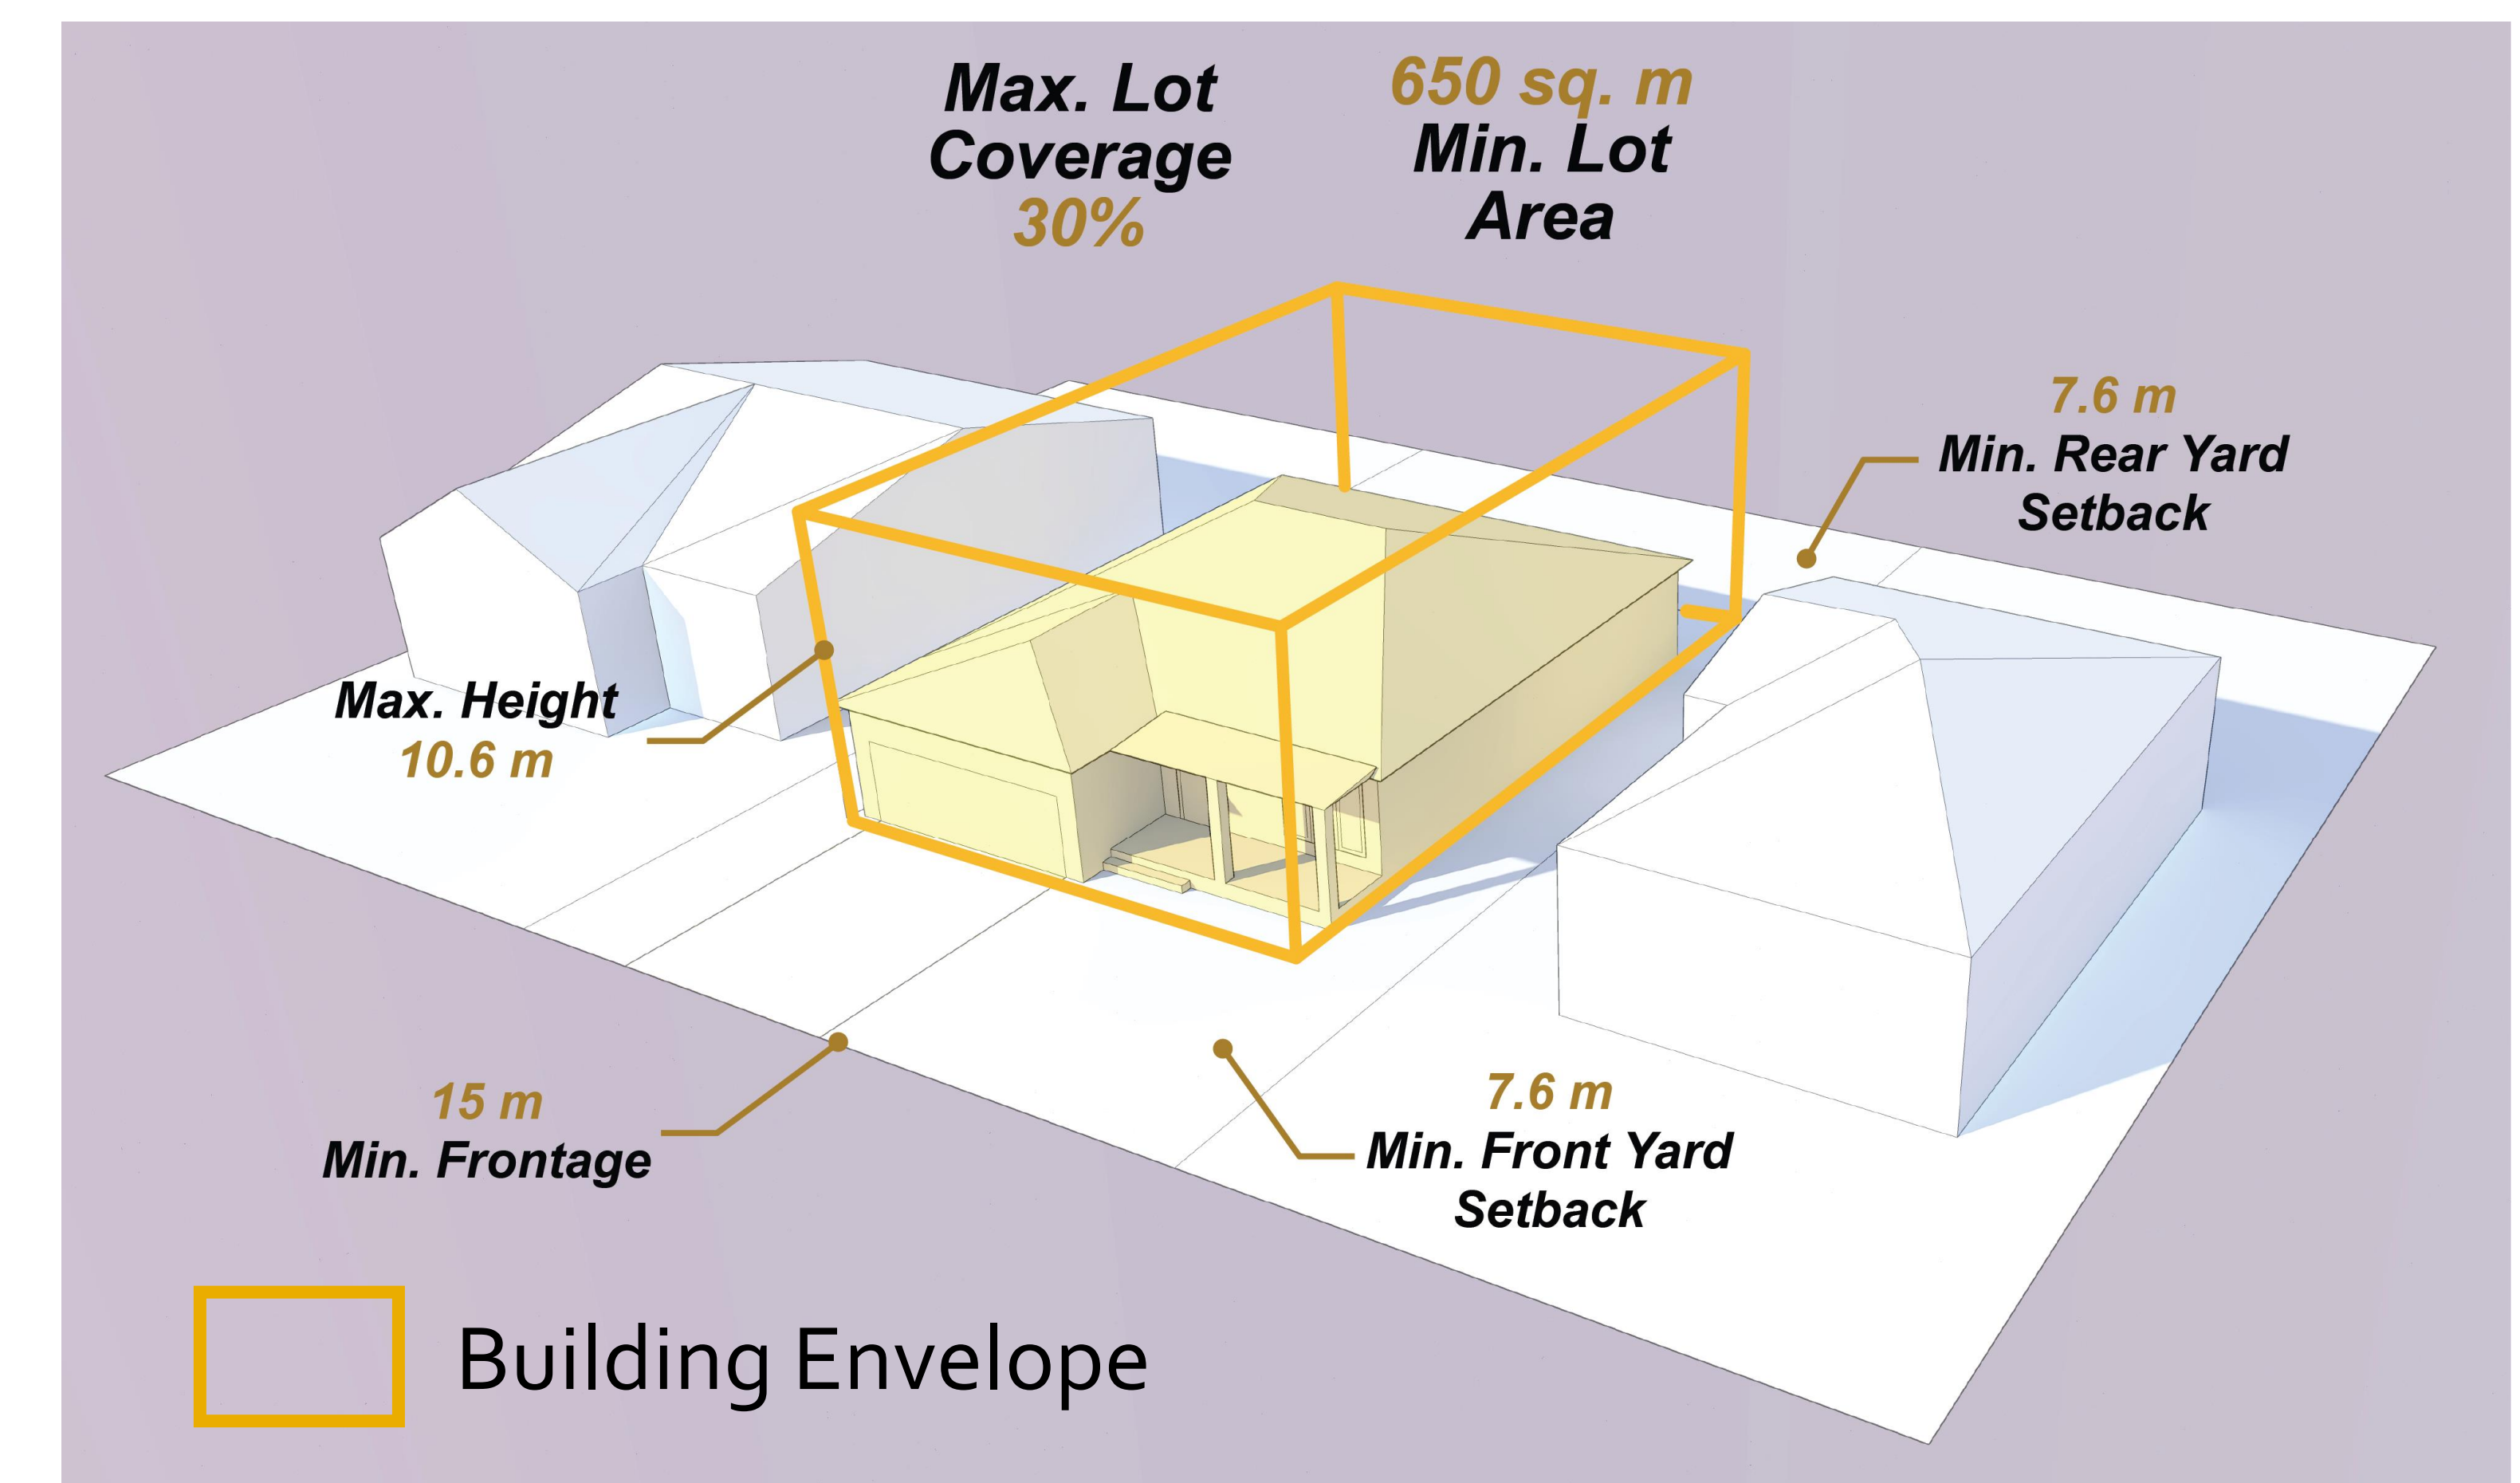 Max. Lot
Coverage
30%
650 sq. m
Min. Lot
Area
7.6 m
Min. Rear Yard
Setback
Max. Height
10.6 m
15 m
Min. Frontage
7.6 m
Min. Front Yard
Setback
Building Envelope